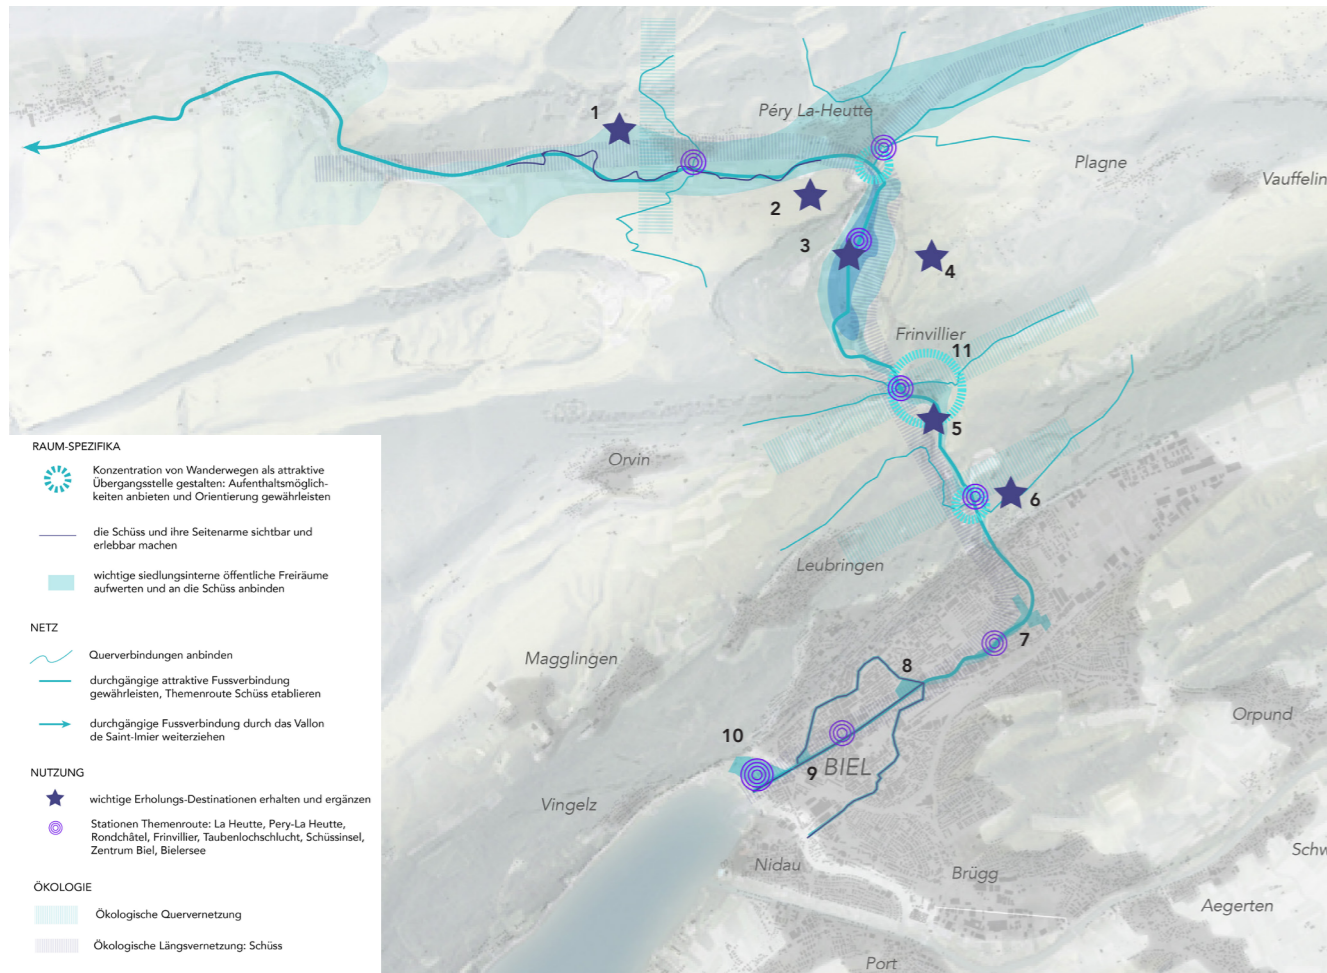 1
Péry La-Heutte
Plagne
Vauffelin
2
3
4
Frinvillier
11
5
Orvin
6
Leubringen
7
Magglingen
8
Orpund
10
9
BIEL
Vingelz
Nidau
Brügg
Schw
Aegerten
Port
RAUM-SPEZIFIKA
Konzentration von Wanderwegen als attraktive
Übergangsstelle gestalten: Aufenthaltsmöglich-
keiten anbieten und Orientierung gewährleisten
die Schüss und ihre Seitenarme sichtbar und
erlebbar machen
wichtige siedlungsinterne öffentliche Freiräume
aufwerten und an die Schüss anbinden
NETZ
Querverbindungen anbinden
durchgängige attraktive Fussverbindung
gewährleisten, Themenroute Schüss etablieren
durchgängige Fussverbindung durch das Vallon
de Saint-Imier weiterziehen
NUTZUNG
wichtige Erholungs-Destinationen erhalten und ergänzen
Stationen Themenroute: La Heutte, Pery-La Heutte,
Rondchâtel, Frinvillier, Taubenlochschlucht, Schüssinsel,
Zentrum Biel, Bielersee
ÖKOLOGIE
Ökologische Quervernetzung
Ökologische Längsvernetzung: Schüss